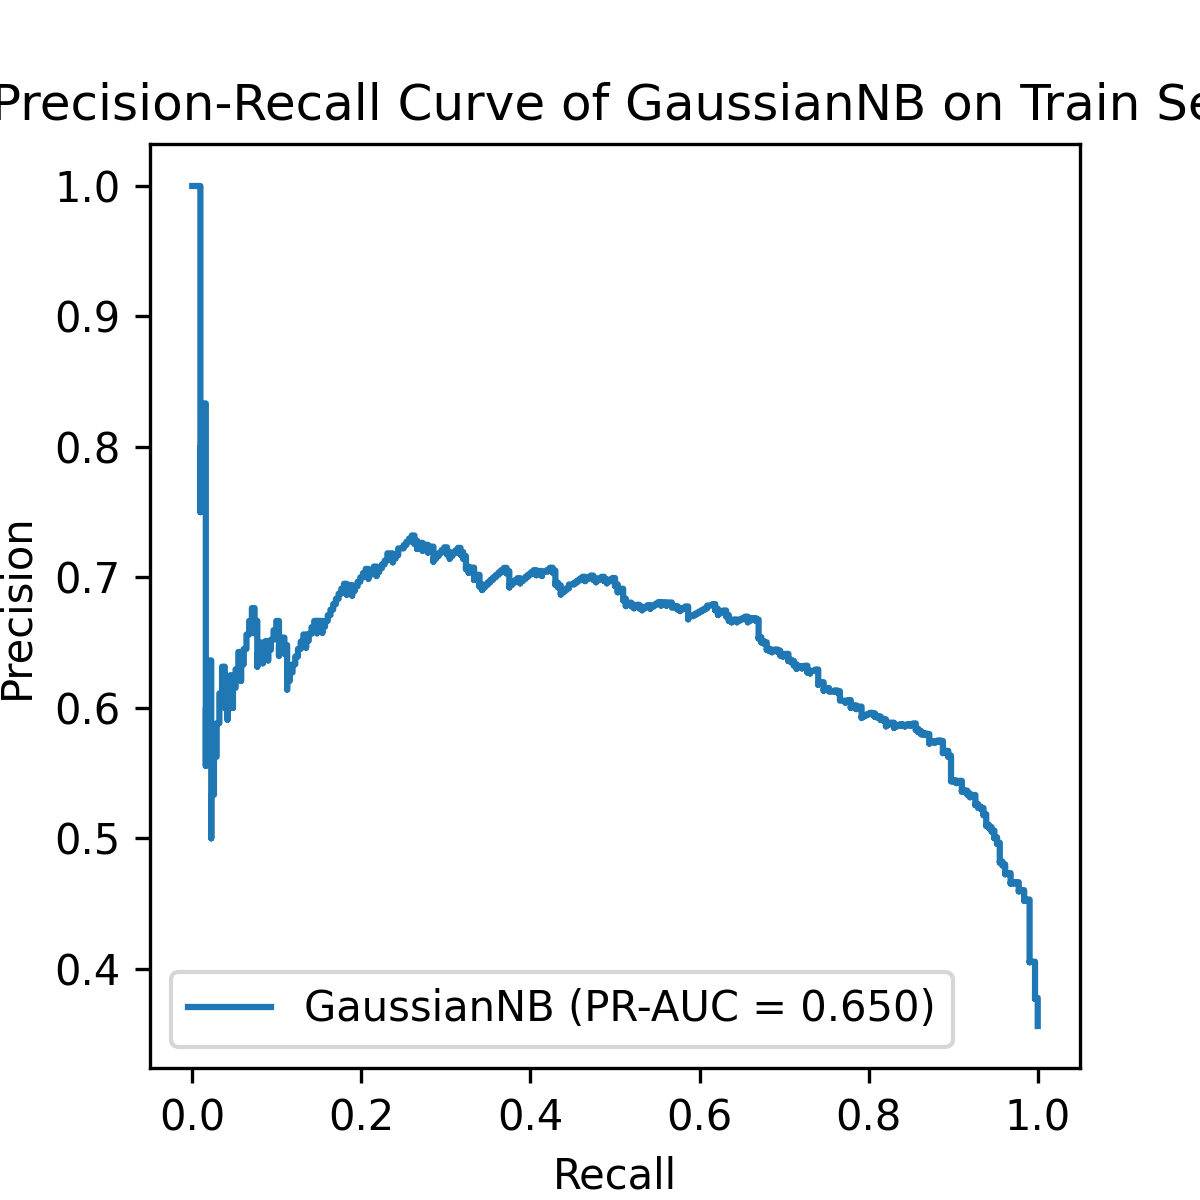 Precision-Recall Curve of GaussianNB on Train Se
1.0
0.9
0.8
0.7
0.6
0.5
0.4
Precision
GaussianNB (PR-AUC = 0.650)
0.0 0.2 0.4 0.6 0.8 1.0
Recall